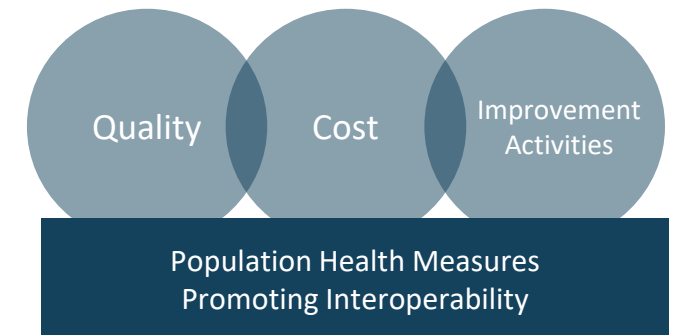 Quality
Cost
Improvement
Activities
Population Health Measures
Promoting Interoperability